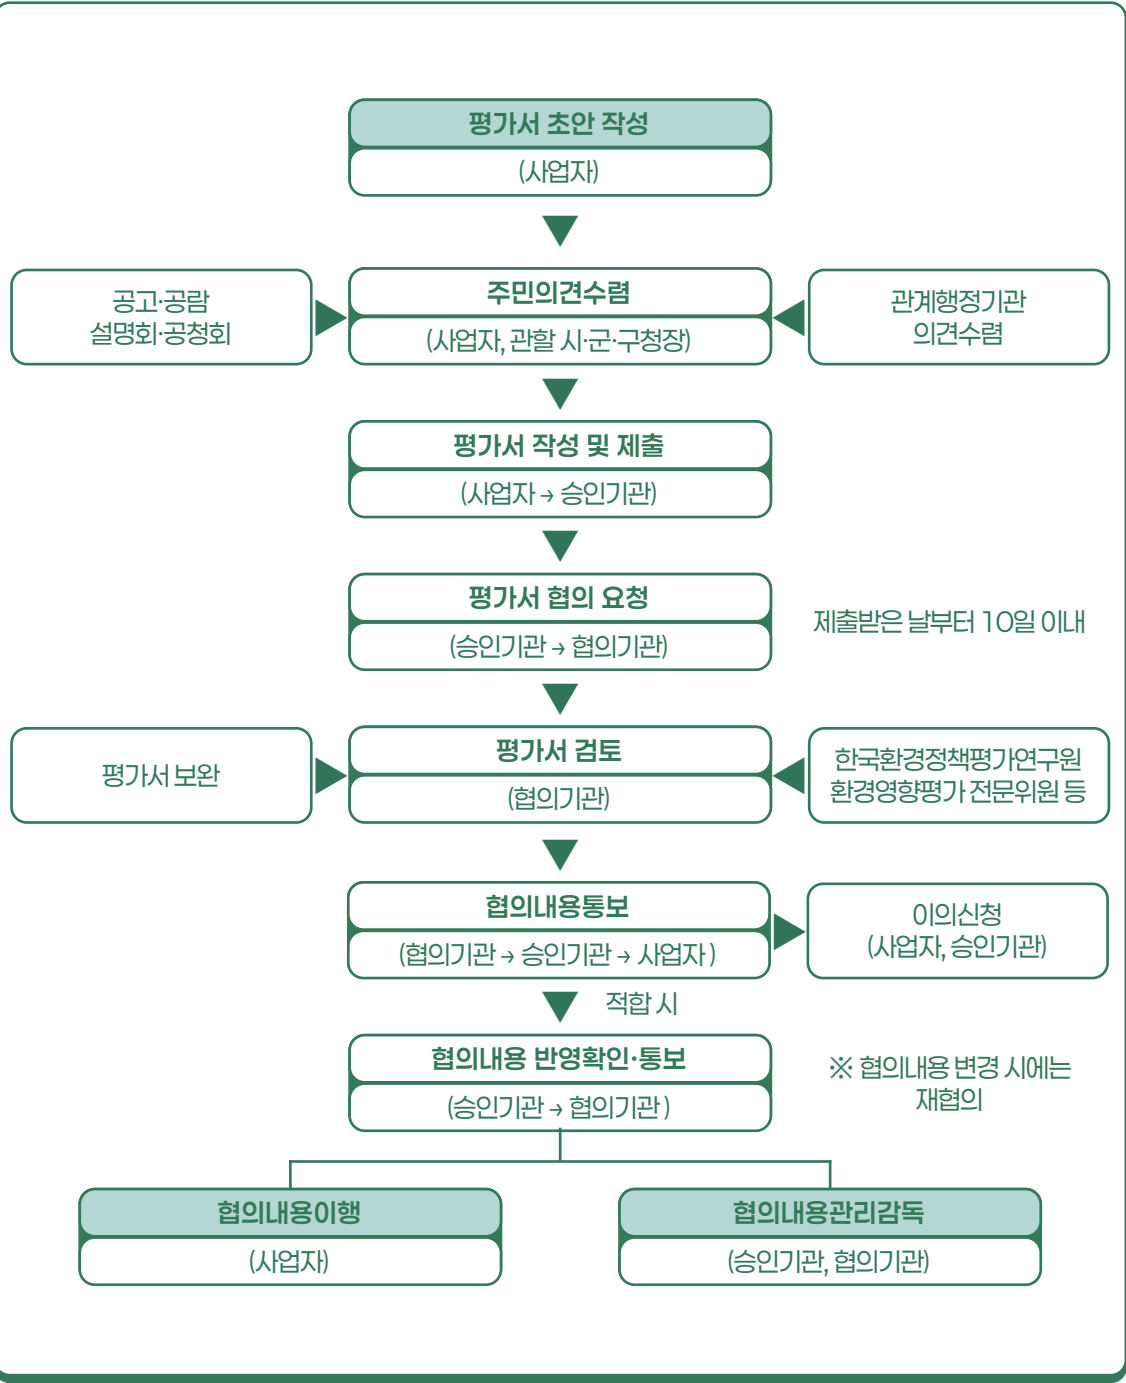 평가서 초안 작성
(사업자)
공고·공람
설명회·공청회
주민의견수렴
(사업자, 관할 시·군·구청장)
관계행정기관
의견수렴
평가서 작성 및 제출
(사업자 → 승인기관)
평가서 협의 요청
(승인기관 → 협의기관)
제출받은 날부터 10일 이내
평가서 보완
평가서 검토
(협의기관)
한국환경정책평가연구원
환경영향평가 전문위원 등
협의내용통보
(협의기관 → 승인기관 → 사업자 )
이의신청
(사업자, 승인기관)
적합 시
협의내용 반영확인·통보
(승인기관 → 협의기관 )
※ 협의내용 변경 시에는
재협의
협의내용이행
(사업자)
협의내용관리감독
(승인기관, 협의기관)